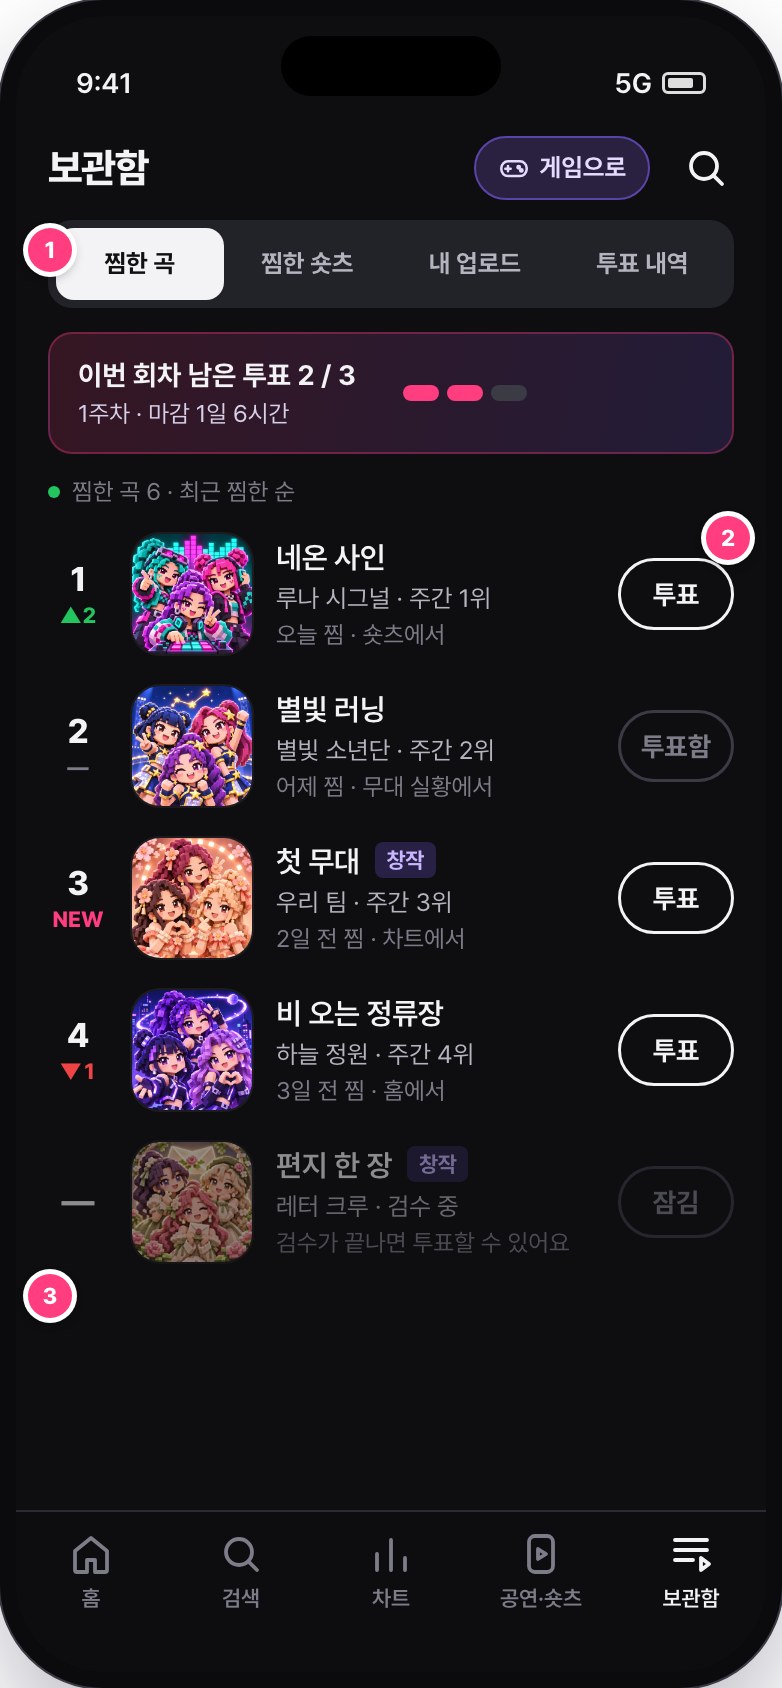 9:41
5G
보관함
게임으로
1
찜한 곡
찜한 숏츠
내 업로드
투표 내역
이번 회차 남은 투표 2 / 3
1주차 · 마감 1일 6시간
찜한 곡 6 · 최근 찜한 순
2
1
▲2
네온 사인
루나 시그널 · 주간 1위
오늘 찜 · 숏츠에서
투표
2
—
별빛 러닝
별빛 소년단 · 주간 2위
어제 찜 · 무대 실황에서
투표함
3
NEW
첫 무대 창작
우리 팀 · 주간 3위
2일 전 찜 · 차트에서
투표
4
▼1
비 오는 정류장
하늘 정원 · 주간 4위
3일 전 찜 · 홈에서
투표
—
편지 한 장 창작
레터 크루 · 검수 중
검수가 끝나면 투표할 수 있어요
잠김
3
홈
검색
차트
공연·숏츠
보관함